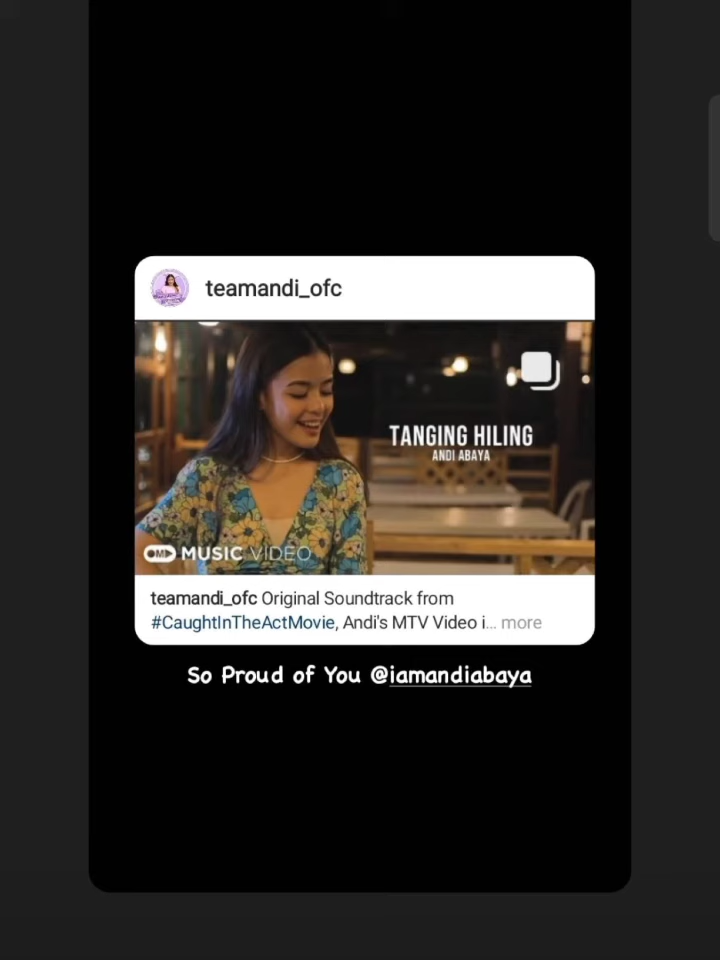 teamandi_ofc
TANGING HILING
ANDI ABAYA
OM MUSIC VIDEO
teamandi_ofc Original Soundtrack from
#CaughtInTheActMovie, Andi's MTV Video i... more
So Proud of You @iamandiabaya